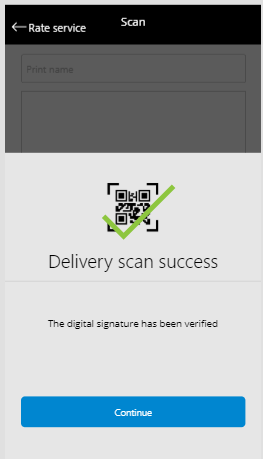 Scan
Rate service
Print name
Delivery scan success
The digital signature has been verified
Continue